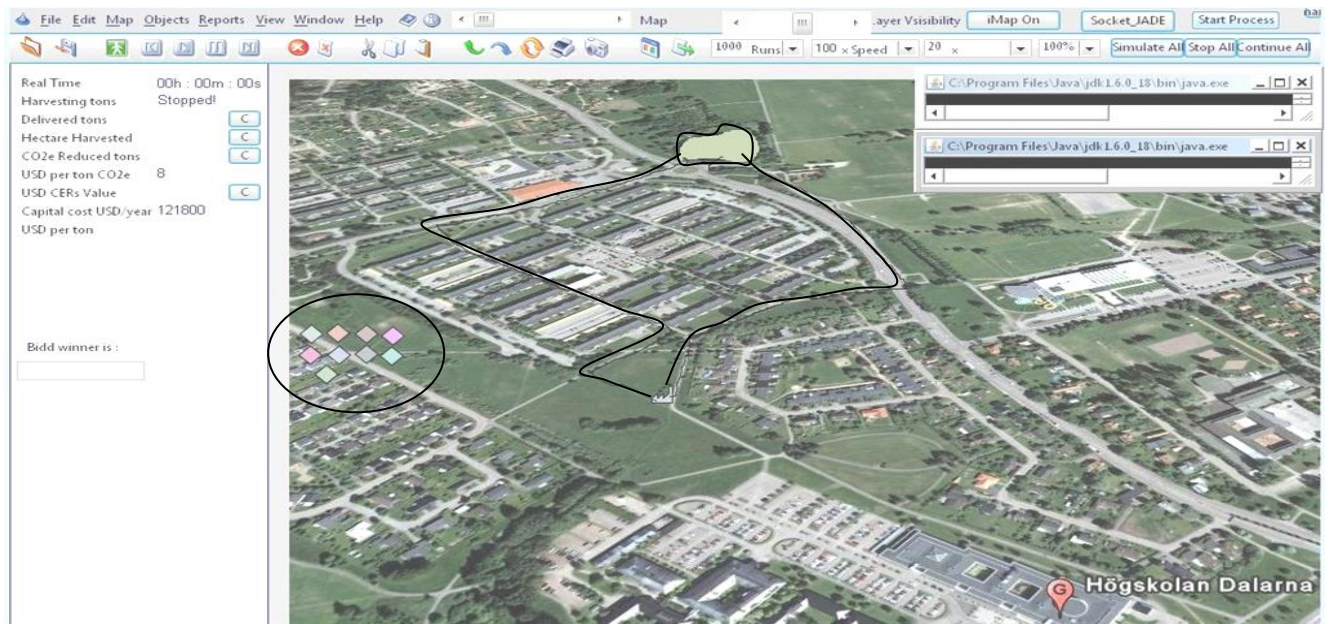 File Edit Map Objects Reports View Window Help Map .ayer Vsisibility iMap On Socket_JADE Start Process
1000 Runs 100 x Speed 20 x 100% Simulate All Stop All Continue All
Real Time 00h : 00m : 00s
Harvesting tons Stopped!
Delivered tons C
Hectare Harvested C
CO2e Reduced tons C
USD per ton CO2e 8
USD CERs Value C
Capital cost USD/year 121800
USD per ton
Bidd winner is :
C:\Program Files\Java\jdk1.6.0_18\bin\java.exe
C:\Program Files\Java\jdk1.6.0_18\bin\java.exe
G Högskolan Dalarna